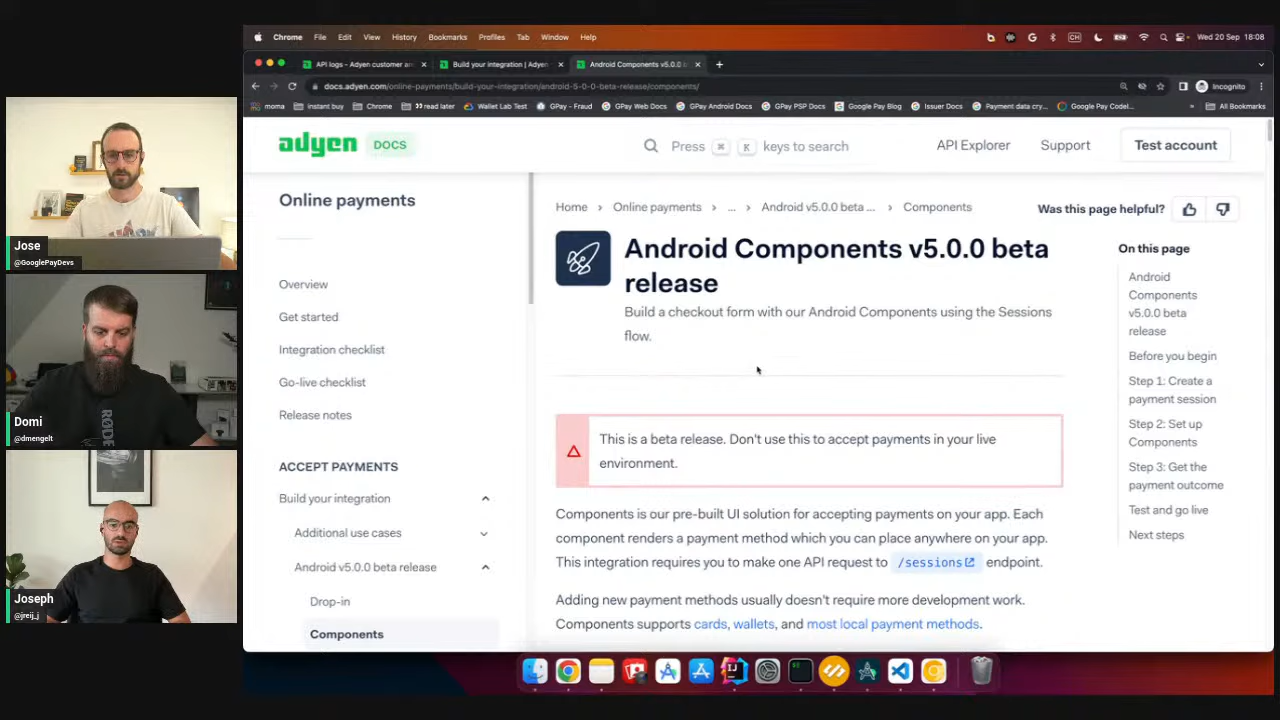 Chrome File Edit View History Bookmarks Profiles Tab Window Help
CH
Wed 20 Sep 18:08
API logs - Adyen customer an
Build your integration | Adyen
Android Components v5.0.0 b
docs.adyen.com/online-payments/build-your-integration/android-5-0-0-beta-release/components/
Incognito
moma
instant buy
Chrome
read later
Wallet Lab Test
GPay - Fraud
GPay Web Docs
GPay Android Docs
GPay PSP Docs
Google Pay Blog
Issuer Docs
Payment data cry...
Google Pay Codel...
»
All Bookmarks
adyen DOCS
Press ⌘ K keys to search
API Explorer
Support
Test account
Online payments
Overview
Get started
Integration checklist
Go-live checklist
Release notes
ACCEPT PAYMENTS
Build your integration
Additional use cases
Android v5.0.0 beta release
Drop-in
Components
Home > Online payments > ... > Android v5.0.0 beta ... > Components
Was this page helpful?
Android Components v5.0.0 beta
release
Build a checkout form with our Android Components using the Sessions
flow.
This is a beta release. Don't use this to accept payments in your live
environment.
Components is our pre-built UI solution for accepting payments on your app. Each
component renders a payment method which you can place anywhere on your app.
This integration requires you to make one API request to /sessions endpoint.
Adding new payment methods usually doesn't require more development work.
Components supports cards, wallets, and most local payment methods.
On this page
Android
Components
v5.0.0 beta
release
Before you begin
Step 1: Create a
payment session
Step 2: Set up
Components
Step 3: Get the
payment outcome
Test and go live
Next steps
Jose
@GooglePayDevs
RØDE
Domi
@dmengelt
Joseph
@jreij_j